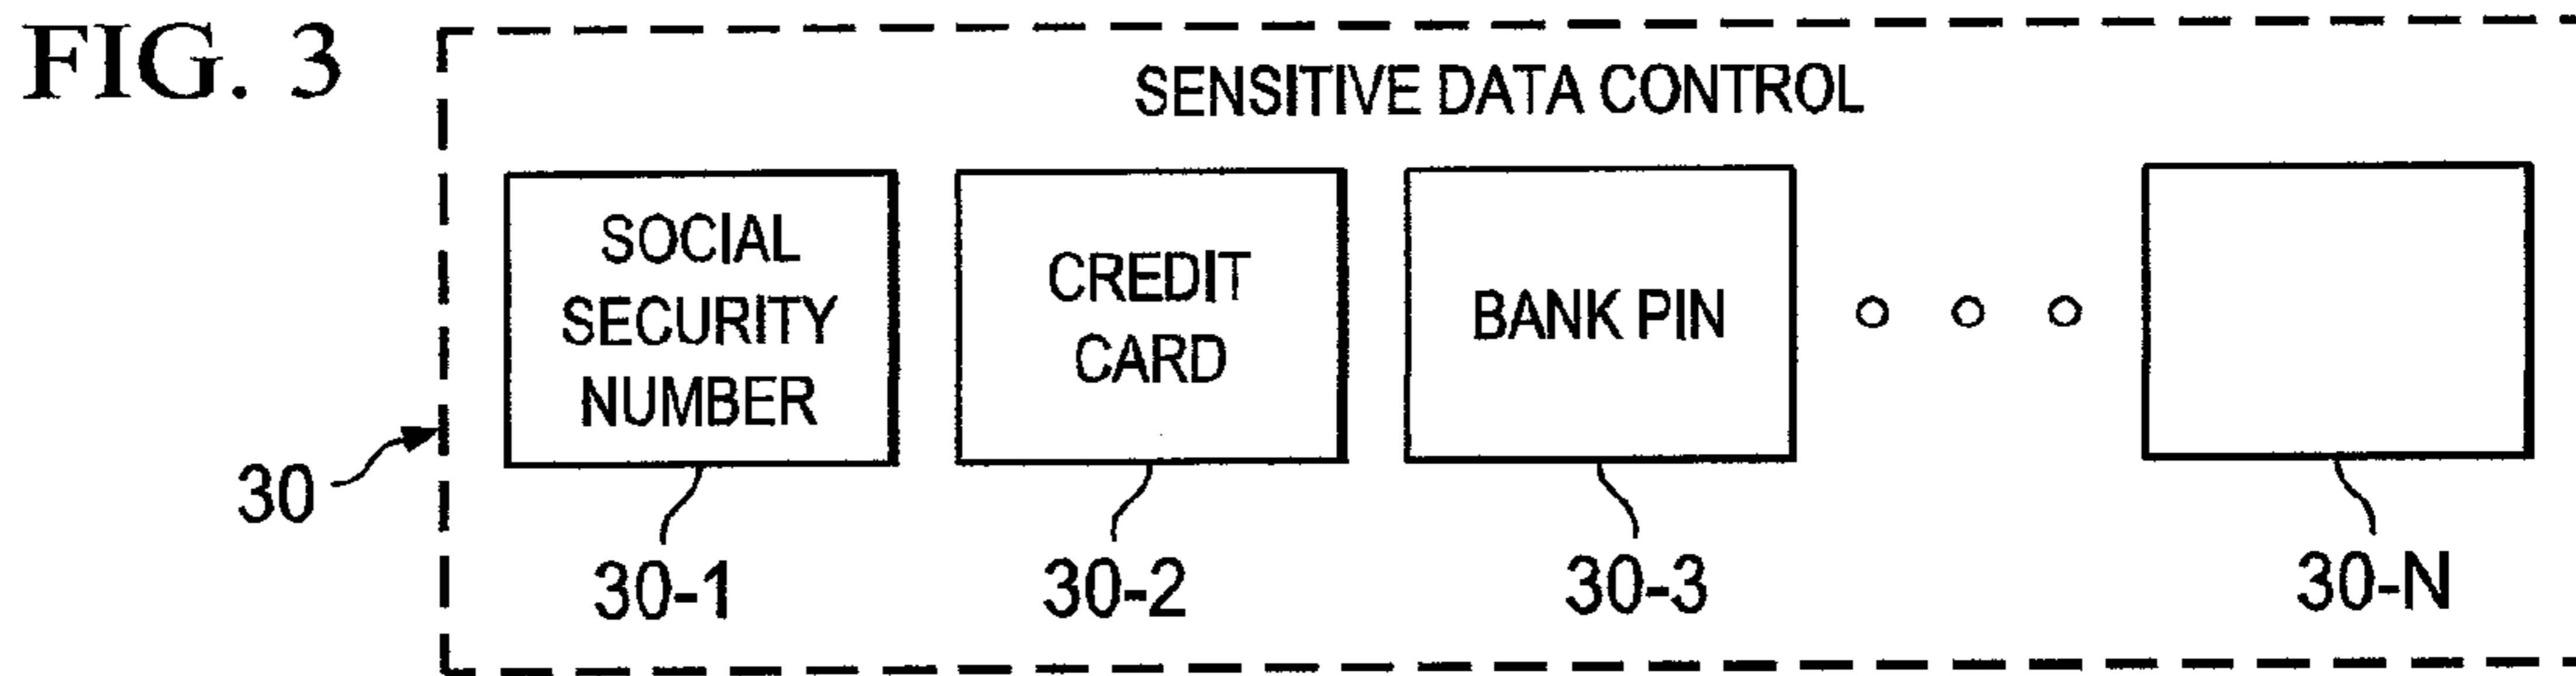 FIG. 3
SENSITIVE DATA CONTROL
SOCIAL
SECURITY
NUMBER
CREDIT
CARD
BANK PIN
30
30-1
30-2
30-3
30-N